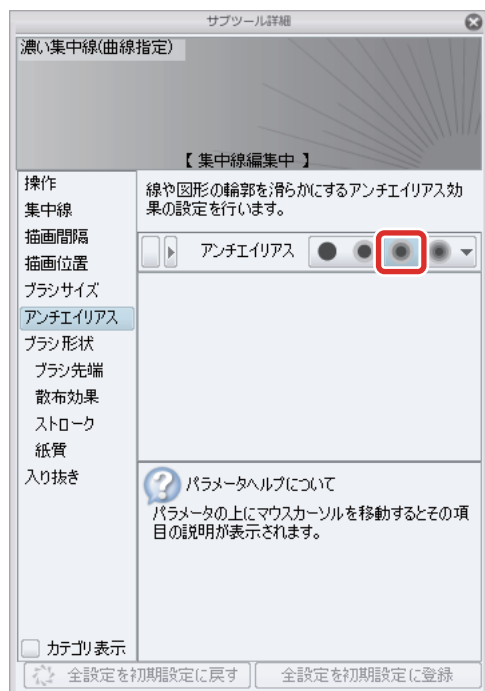 サブツール詳細
濃い集中線(曲線指定)
【 集中線編集中 】
操作
集中線
描画間隔
描画位置
ブラシサイズ
アンチエイリアス
ブラシ形状
ブラシ先端
散布効果
ストローク
紙質
入り抜き
カテゴリ表示
線や図形の輪郭を滑らかにするアンチエイリアス効
果の設定を行います。
アンチエイリアス
パラメータヘルプについて
パラメータの上にマウスカーソルを移動するとその項
目の説明が表示されます。
全設定を初期設定に戻す
全設定を初期設定に登録